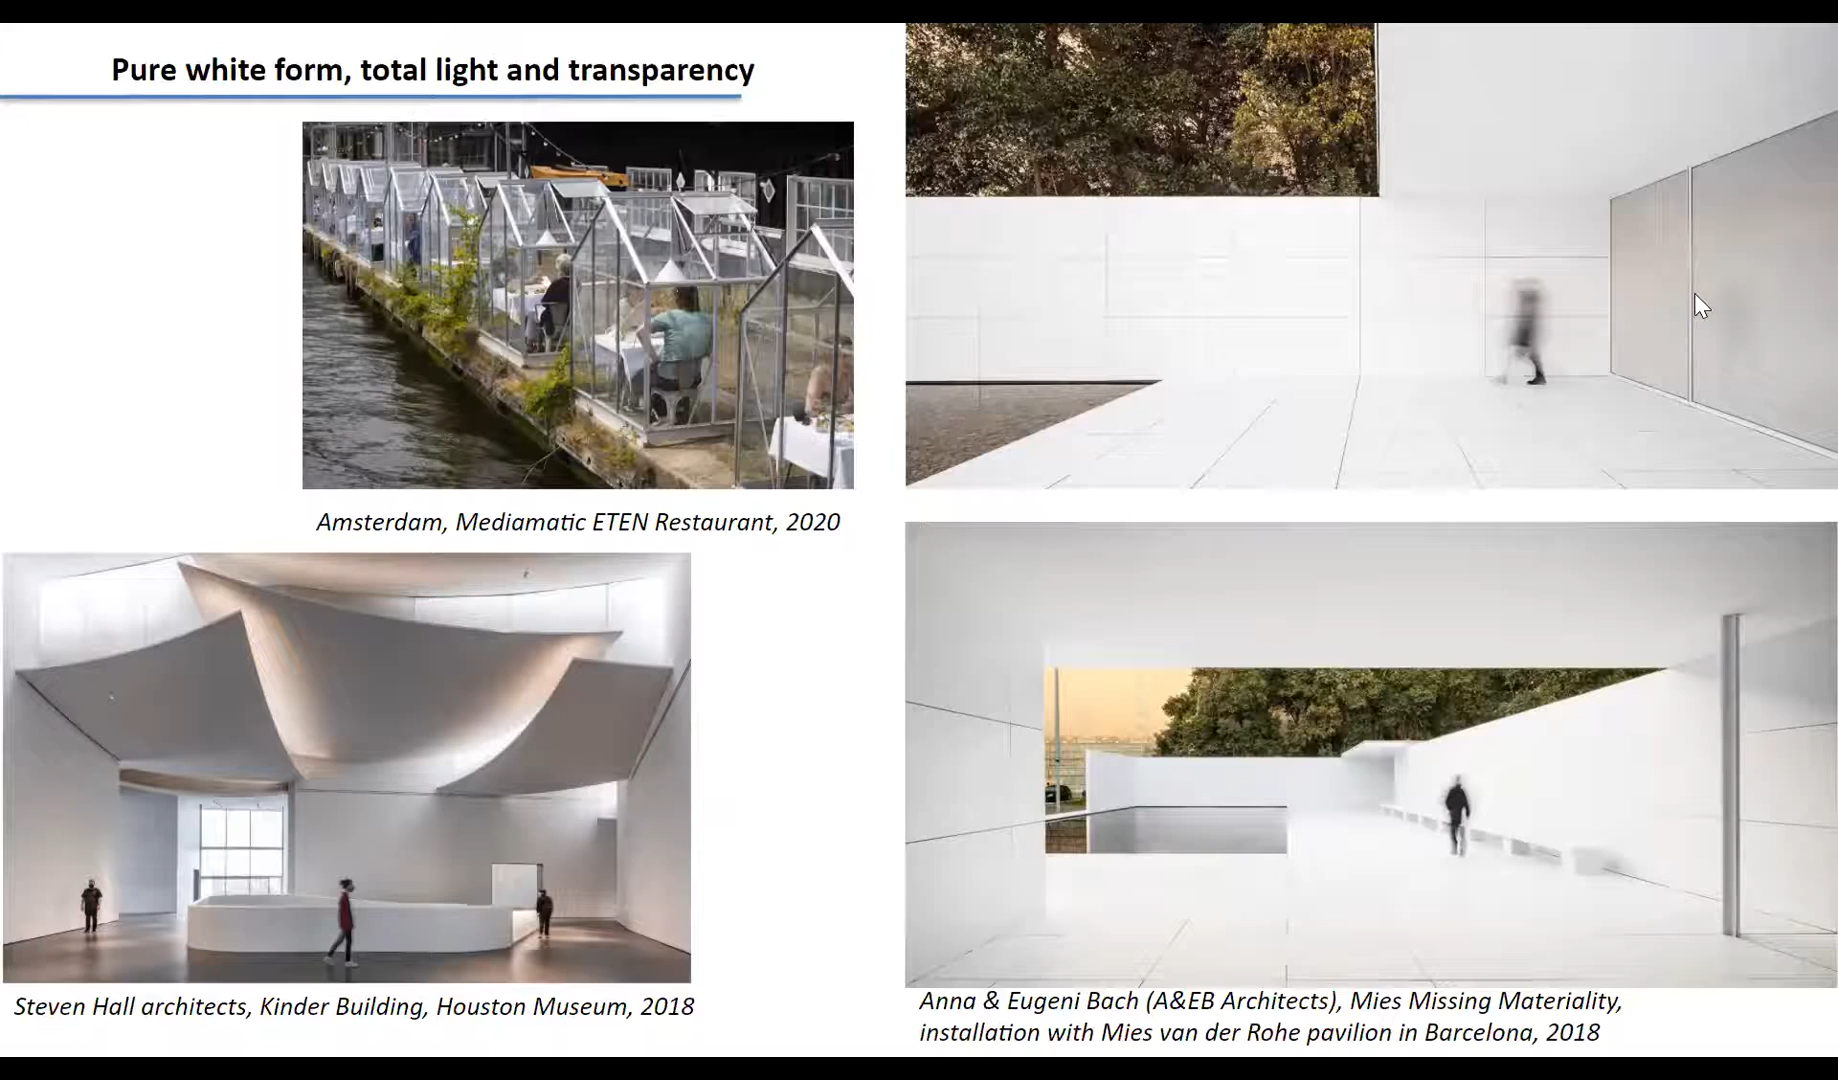 Pure white form, total light and transparency
Amsterdam, Mediamatic ETEN Restaurant, 2020
Steven Hall architects, Kinder Building, Houston Museum, 2018
Anna & Eugeni Bach (A&EB Architects), Mies Missing Materiality,
installation with Mies van der Rohe pavilion in Barcelona, 2018